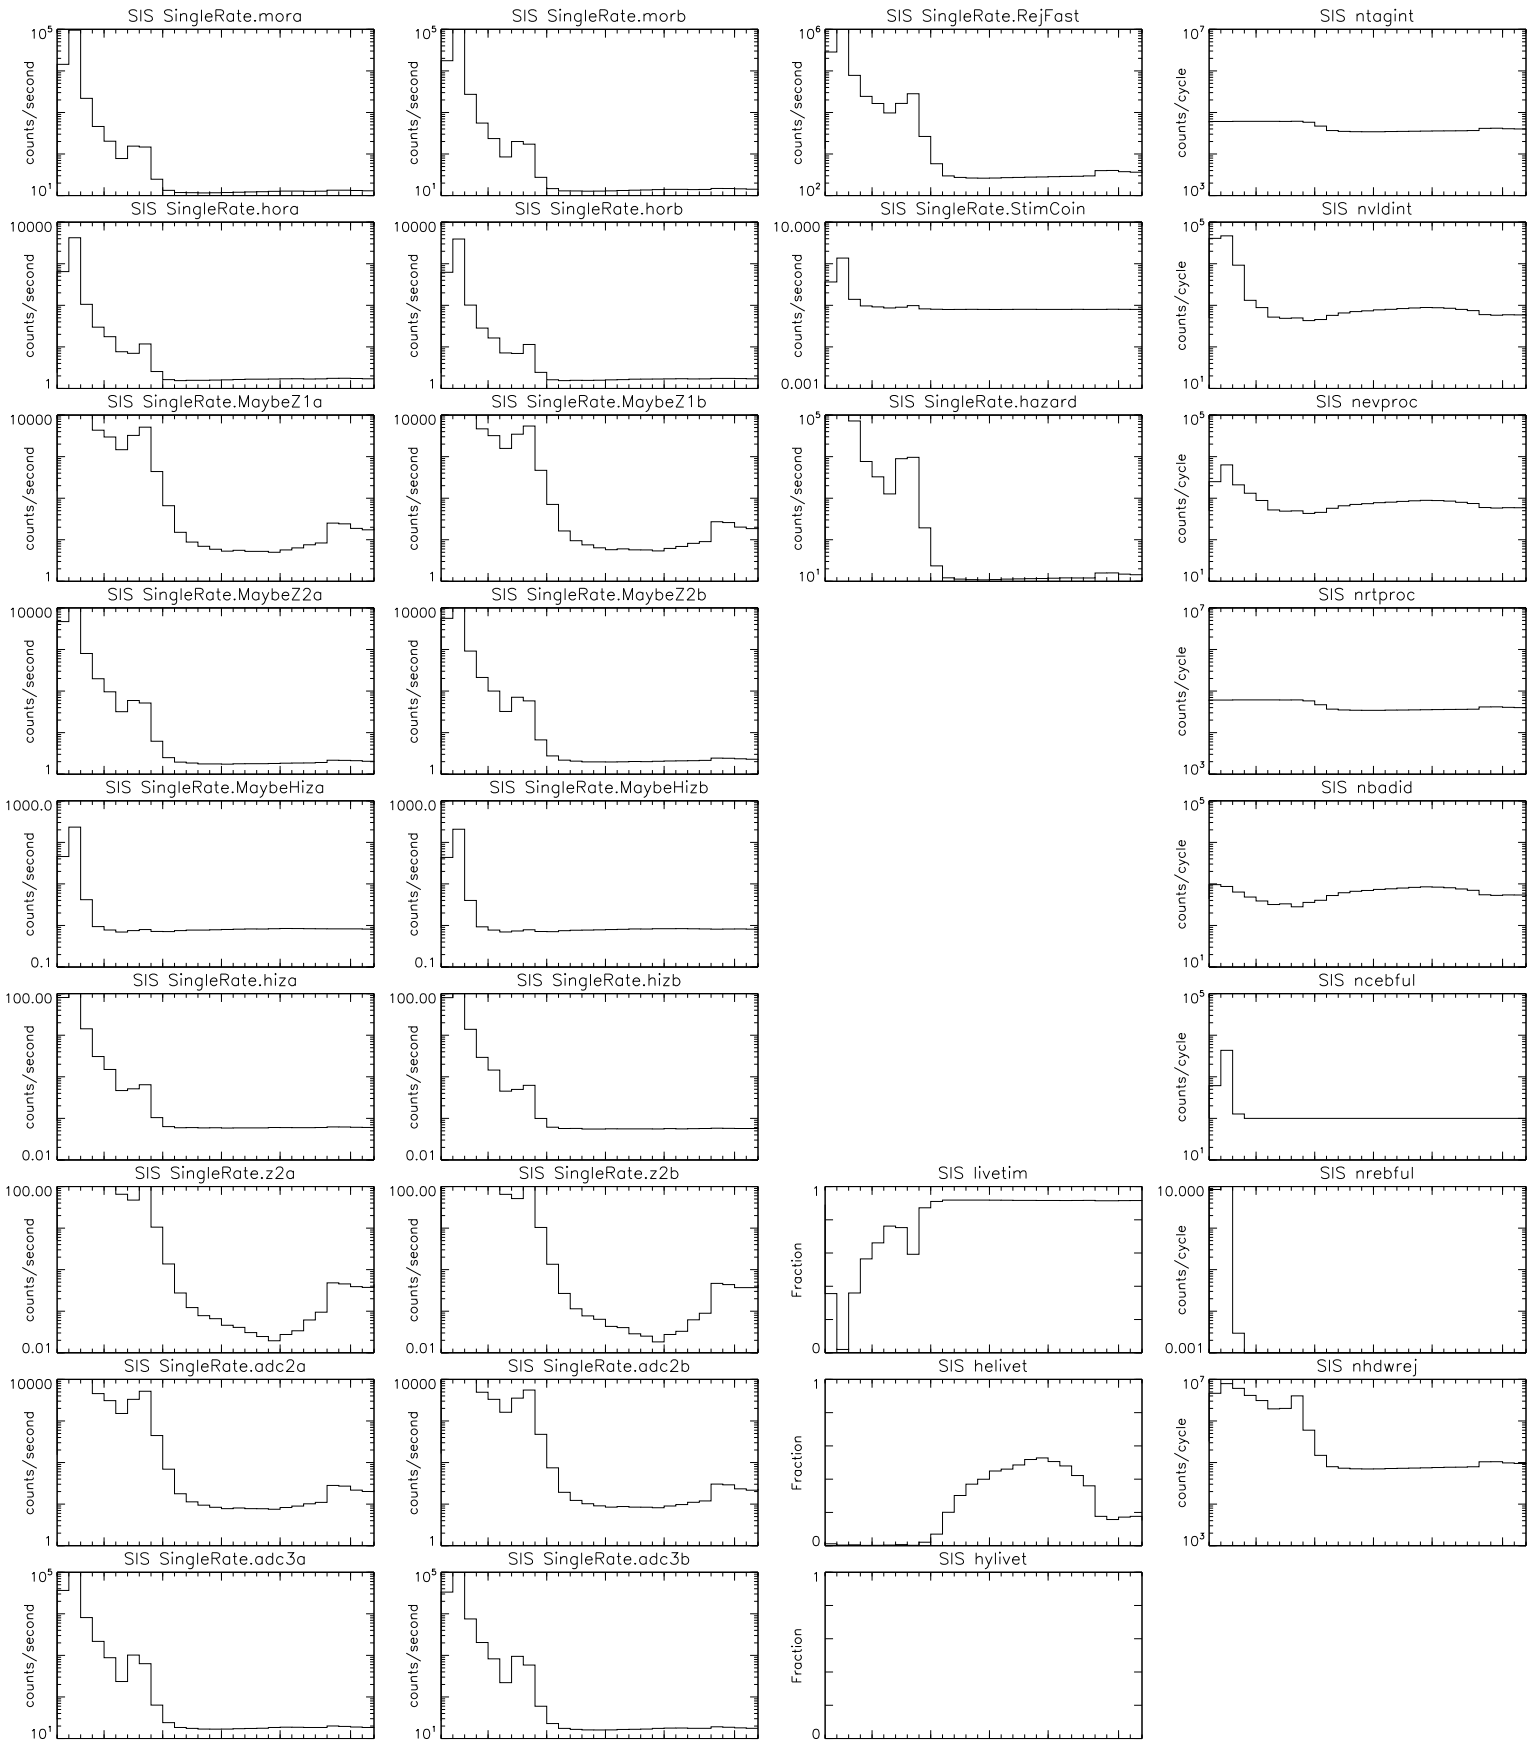 SIS SingleRate.mora
10^5
counts/second
10^1
SIS SingleRate.morb
10^5
counts/second
10^1
SIS SingleRate.RejFast
10^6
counts/second
10^2
SIS ntagint
10^7
counts/cycle
10^3
SIS SingleRate.hora
10000
counts/second
1
SIS SingleRate.horb
10000
counts/second
1
SIS SingleRate.StimCoin
10.000
counts/second
0.001
SIS nvldint
10^5
counts/cycle
10^1
SIS SingleRate.MaybeZ1a
10000
counts/second
1
SIS SingleRate.MaybeZ1b
10000
counts/second
1
SIS SingleRate.hazard
10^5
counts/second
10^1
SIS nevproc
10^5
counts/cycle
10^1
SIS SingleRate.MaybeZ2a
10000
counts/second
1
SIS SingleRate.MaybeZ2b
10000
counts/second
1
SIS nrtproc
10^7
counts/cycle
10^3
SIS SingleRate.MaybeHiza
1000.0
counts/second
0.1
SIS SingleRate.MaybeHizb
1000.0
counts/second
0.1
SIS nbadid
10^5
counts/cycle
10^1
SIS SingleRate.hiza
100.00
counts/second
0.01
SIS SingleRate.hizb
100.00
counts/second
0.01
SIS ncebful
10^5
counts/cycle
10^1
SIS SingleRate.z2a
100.00
counts/second
0.01
SIS SingleRate.z2b
100.00
counts/second
0.01
SIS livetim
1
Fraction
0
SIS nrebful
10.000
counts/cycle
0.001
SIS SingleRate.adc2a
10000
counts/second
1
SIS SingleRate.adc2b
10000
counts/second
1
SIS helivet
1
Fraction
0
SIS nhdwrej
10^7
counts/cycle
10^3
SIS SingleRate.adc3a
10^5
counts/second
10^1
SIS SingleRate.adc3b
10^5
counts/second
10^1
SIS hylivet
1
Fraction
0